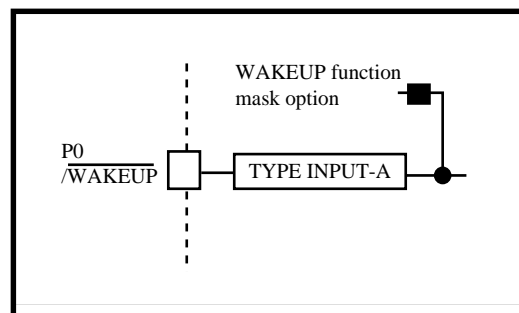 WAKEUP function
mask option
P0
/WAKEUP
TYPE INPUT-A